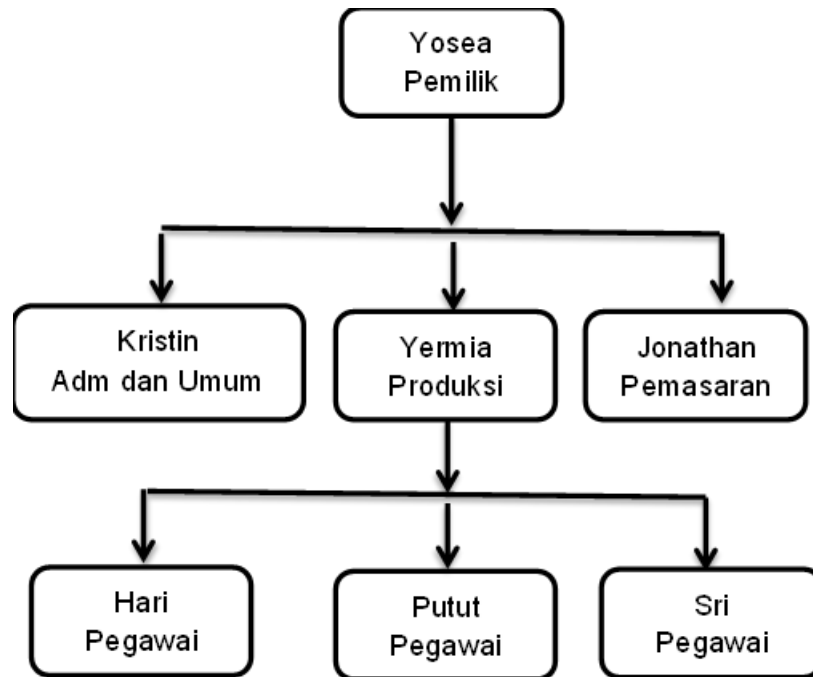 Yosea
Pemilik
Kristin
Adm dan Umum
Yermia
Produksi
Jonathan
Pemasaran
Hari
Pegawai
Putut
Pegawai
Sri
Pegawai